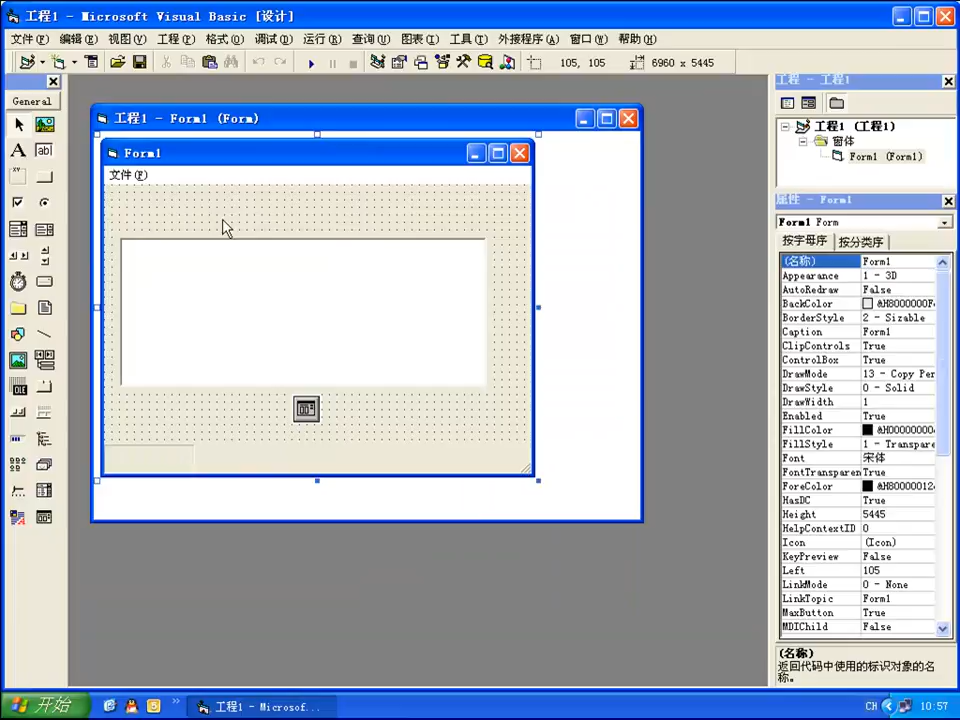 工程1 - Microsoft Visual Basic [设计]
文件(F) 编辑(E) 视图(V) 工程(P) 格式(O) 调试(D) 运行(R) 查询(U) 图表(I) 工具(T) 外接程序(A) 窗口(W) 帮助(H)
105, 105 6960 x 5445
General
工程1 - Form1 (Form)
Form1
文件(F)
工程 - 工程1
工程1 (工程1)
窗体
Form1 (Form1)
属性 - Form1
Form1 Form
按字母序 按分类序
(名称) Form1
Appearance 1 - 3D
AutoRedraw False
BackColor &H8000000F
BorderStyle 2 - Sizable
Caption Form1
ClipControls True
ControlBox True
DrawMode 13 - Copy Per
DrawStyle 0 - Solid
DrawWidth 1
Enabled True
FillColor &H0000000
FillStyle 1 - Transpare
Font 宋体
FontTransparen True
ForeColor &H8000012
HasDC True
Height 5445
HelpContextID 0
Icon (Icon)
KeyPreview False
Left 105
LinkMode 0 - None
LinkTopic Form1
MaxButton True
MDIChild False
(名称)
返回代码中使用的标识对象的名
称。
开始 工程1 - Microsof... CH 10:57